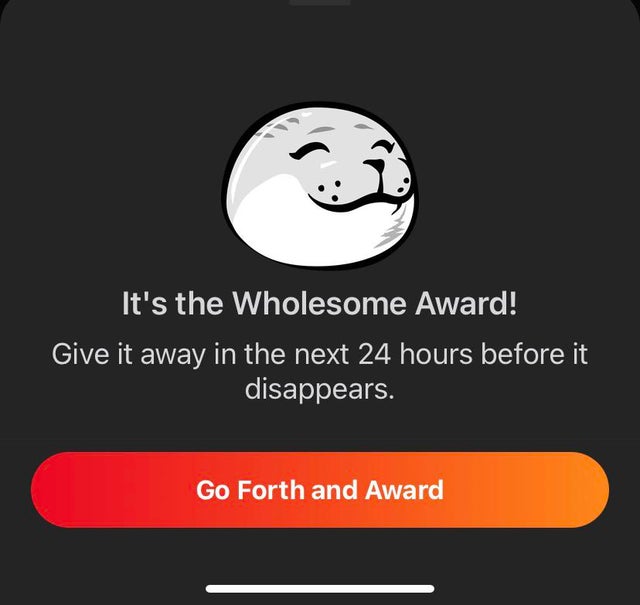 It's the Wholesome Award!
Give it away in the next 24 hours before it
disappears.
Go Forth and Award